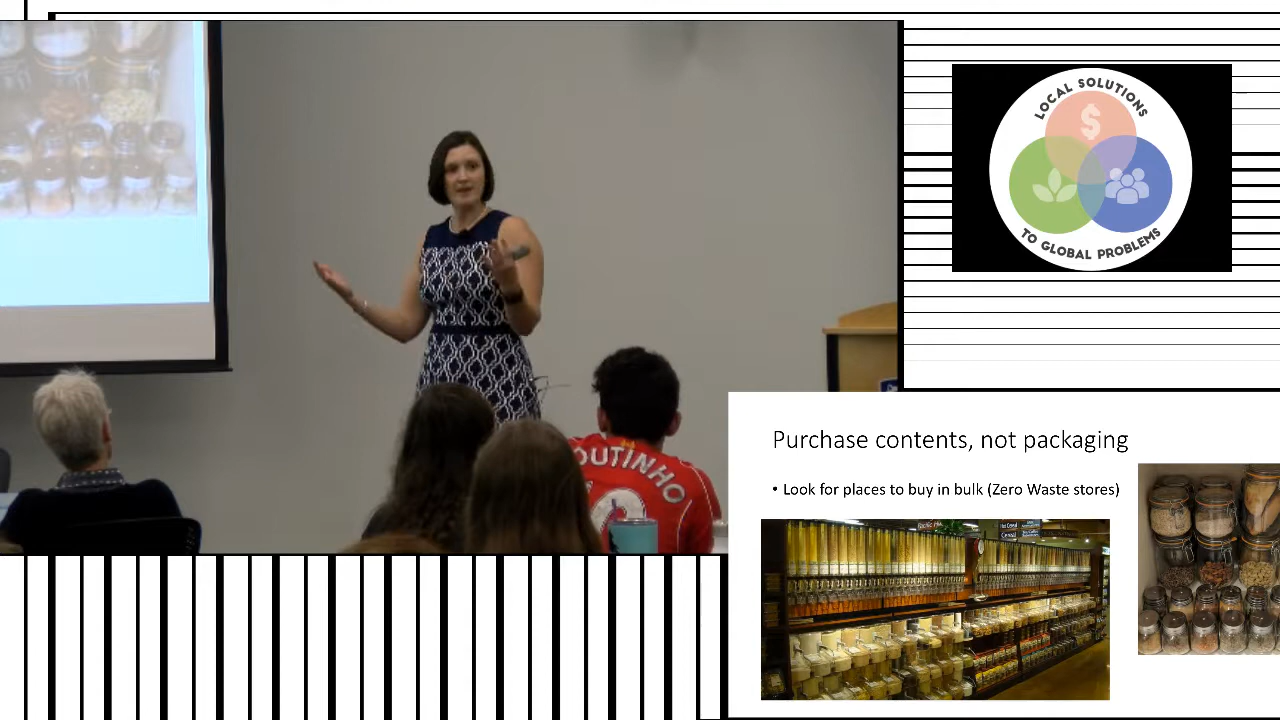 LOCAL SOLUTIONS
$
TO GLOBAL PROBLEMS
OUTINHO
Purchase contents, not packaging
• Look for places to buy in bulk (Zero Waste stores)